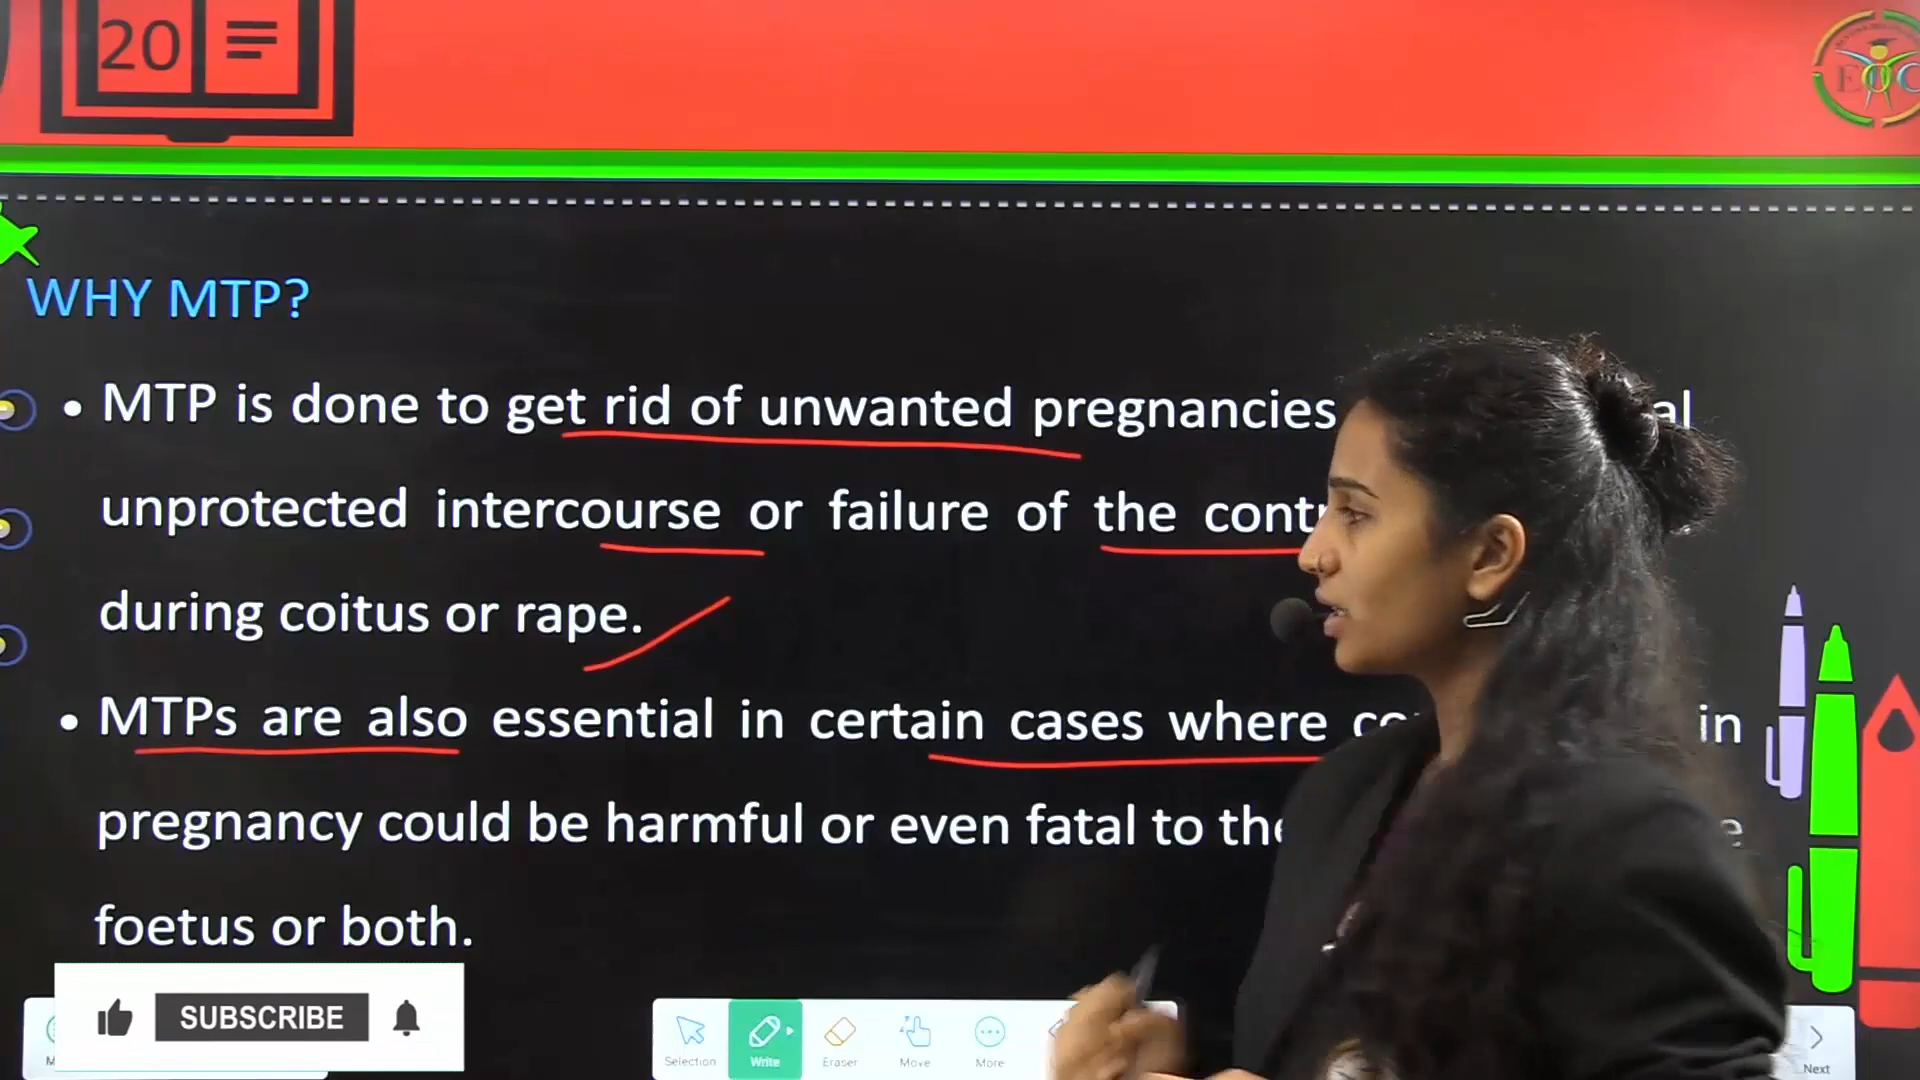 20
EDC
WHY MTP?
• MTP is done to get rid of unwanted pregnancies
unprotected intercourse or failure of the
during coitus or rape.
• MTPs are also essential in certain cases where in
pregnancy could be harmful or even fatal to
foetus or both.
SUBSCRIBE
Selection Write Eraser Move More Next